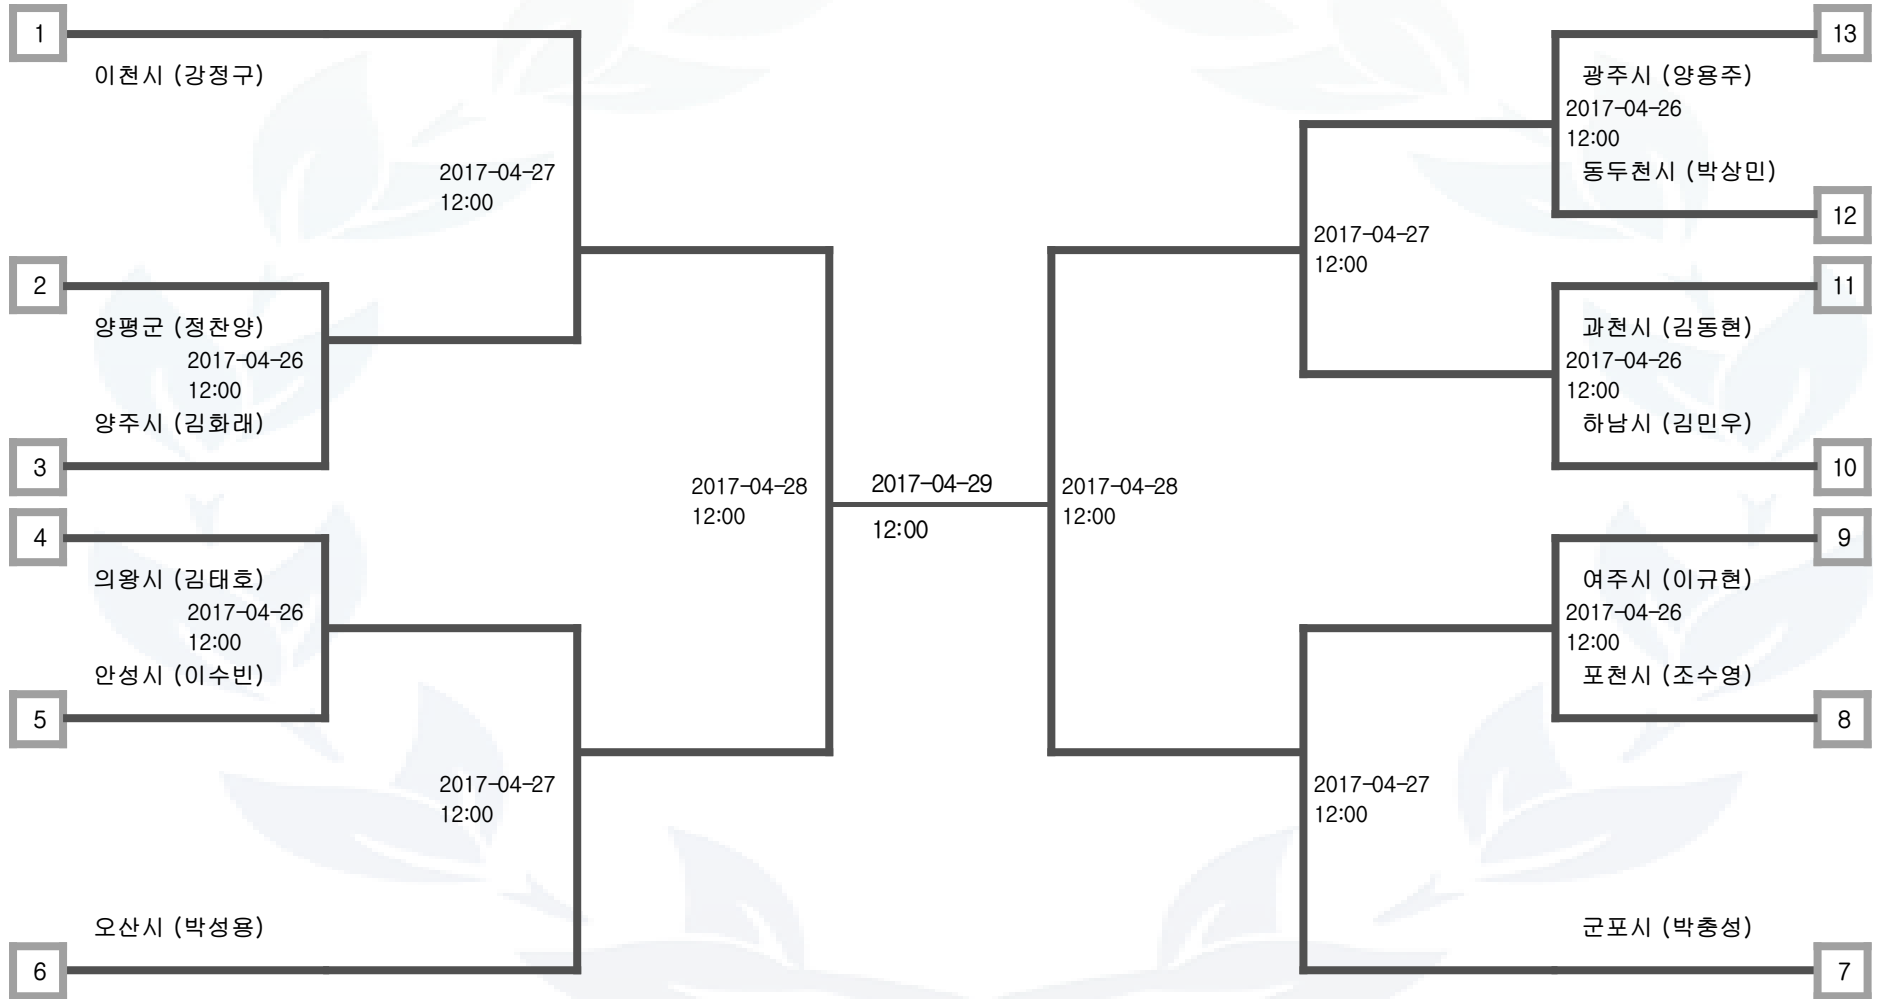 1
이천시 (강정구)
2017-04-27
12:00
2
양평군 (정찬양)
2017-04-26
12:00
양주시 (김화래)
3
4
의왕시 (김태호)
2017-04-26
12:00
안성시 (이수빈)
5
2017-04-27
12:00
오산시 (박성용)
6
2017-04-28
12:00
2017-04-29
12:00
2017-04-28
12:00
13
광주시 (양용주)
2017-04-26
12:00
동두천시 (박상민)
12
2017-04-27
12:00
11
과천시 (김동현)
2017-04-26
12:00
하남시 (김민우)
10
9
여주시 (이규현)
2017-04-26
12:00
포천시 (조수영)
8
2017-04-27
12:00
군포시 (박충성)
7